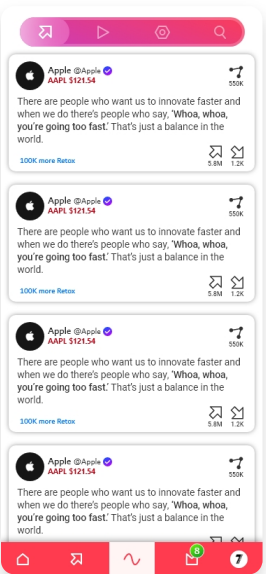 Apple @Apple
AAPL $121.54
550K
There are people who want us to innovate faster and
when we do there's people who say, 'Whoa, whoa,
you're going too fast.' That's just a balance in the
world.
100K more Retox
5.8M 1.2K
Apple @Apple
AAPL $121.54
550K
There are people who want us to innovate faster and
when we do there's people who say, 'Whoa, whoa,
you're going too fast.' That's just a balance in the
world.
100K more Retox
5.8M 1.2K
Apple @Apple
AAPL $121.54
550K
There are people who want us to innovate faster and
when we do there's people who say, 'Whoa, whoa,
you're going too fast.' That's just a balance in the
world.
100K more Retox
5.8M 1.2K
Apple @Apple
AAPL $121.54
550K
There are people who want us to innovate faster and
when we do there's people who say, 'Whoa, whoa,
you're going too fast.' That's just a balance in the
world.
8
7